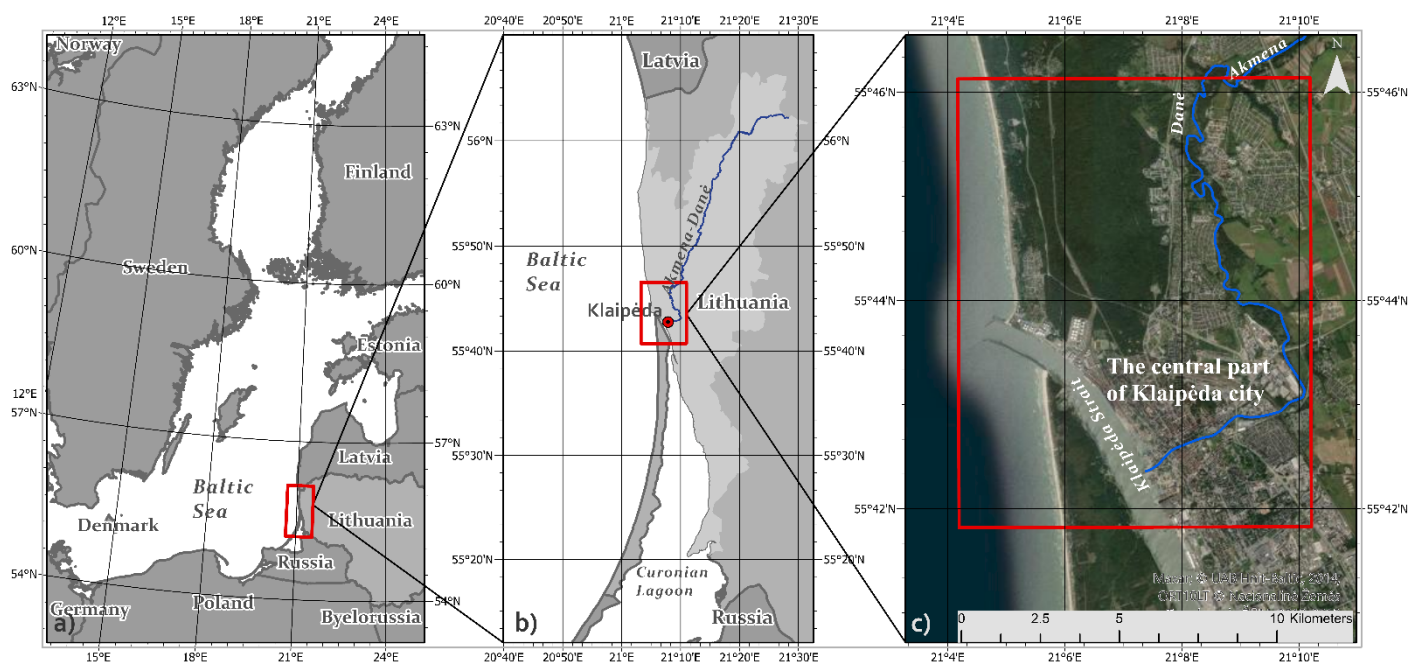 12°E 15°E 18°E 21°E 24°E
Norway
63°N
63°N
Finland
60°N
Sweden
60°N
Estonia
12°E
57°N
57°N
Latvia
Baltic
Sea
Denmark
Lithuania
Russia
54°N
54°N
Germany
Poland
Byelorussia
a)
15°E 18°E 21°E 24°E
20°40'E 20°50'E 21°E 21°10'E 21°20'E 21°30'E
Latvia
56°N
56°N
Akmena-Danė
55°50'N
55°50'N
Baltic
Sea
Klaipėda
Lithuania
55°40'N
55°40'N
55°30'N
55°30'N
55°20'N
55°20'N
Curonian
Lagoon
Russia
b)
20°40'E 20°50'E 21°E 21°10'E 21°20'E 21°30'E
21°4'E 21°6'E 21°8'E 21°10'E
Akmena
N
55°46'N
55°46'N
Danė
55°44'N
55°44'N
The central part
of Klaipėda city
Klaipėda Strait
55°42'N
55°42'N
c)
0 2.5 5 10 Kilometers
21°4'E 21°6'E 21°8'E 21°10'E